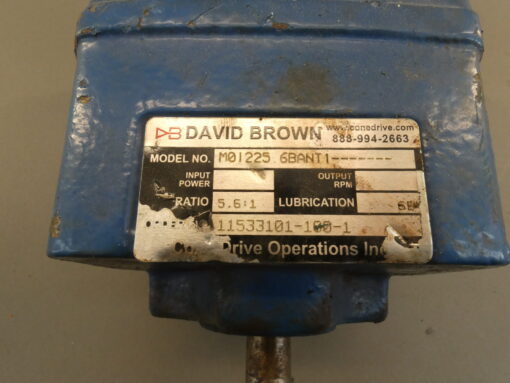 DB DAVID BROWN www.conedrive.com
888-994-2663
MODEL NO. M01225.6BANT1-------
INPUT POWER OUTPUT RPM
RATIO 5.6:1 LUBRICATION
11533101-100-1
Drive Operations Inc